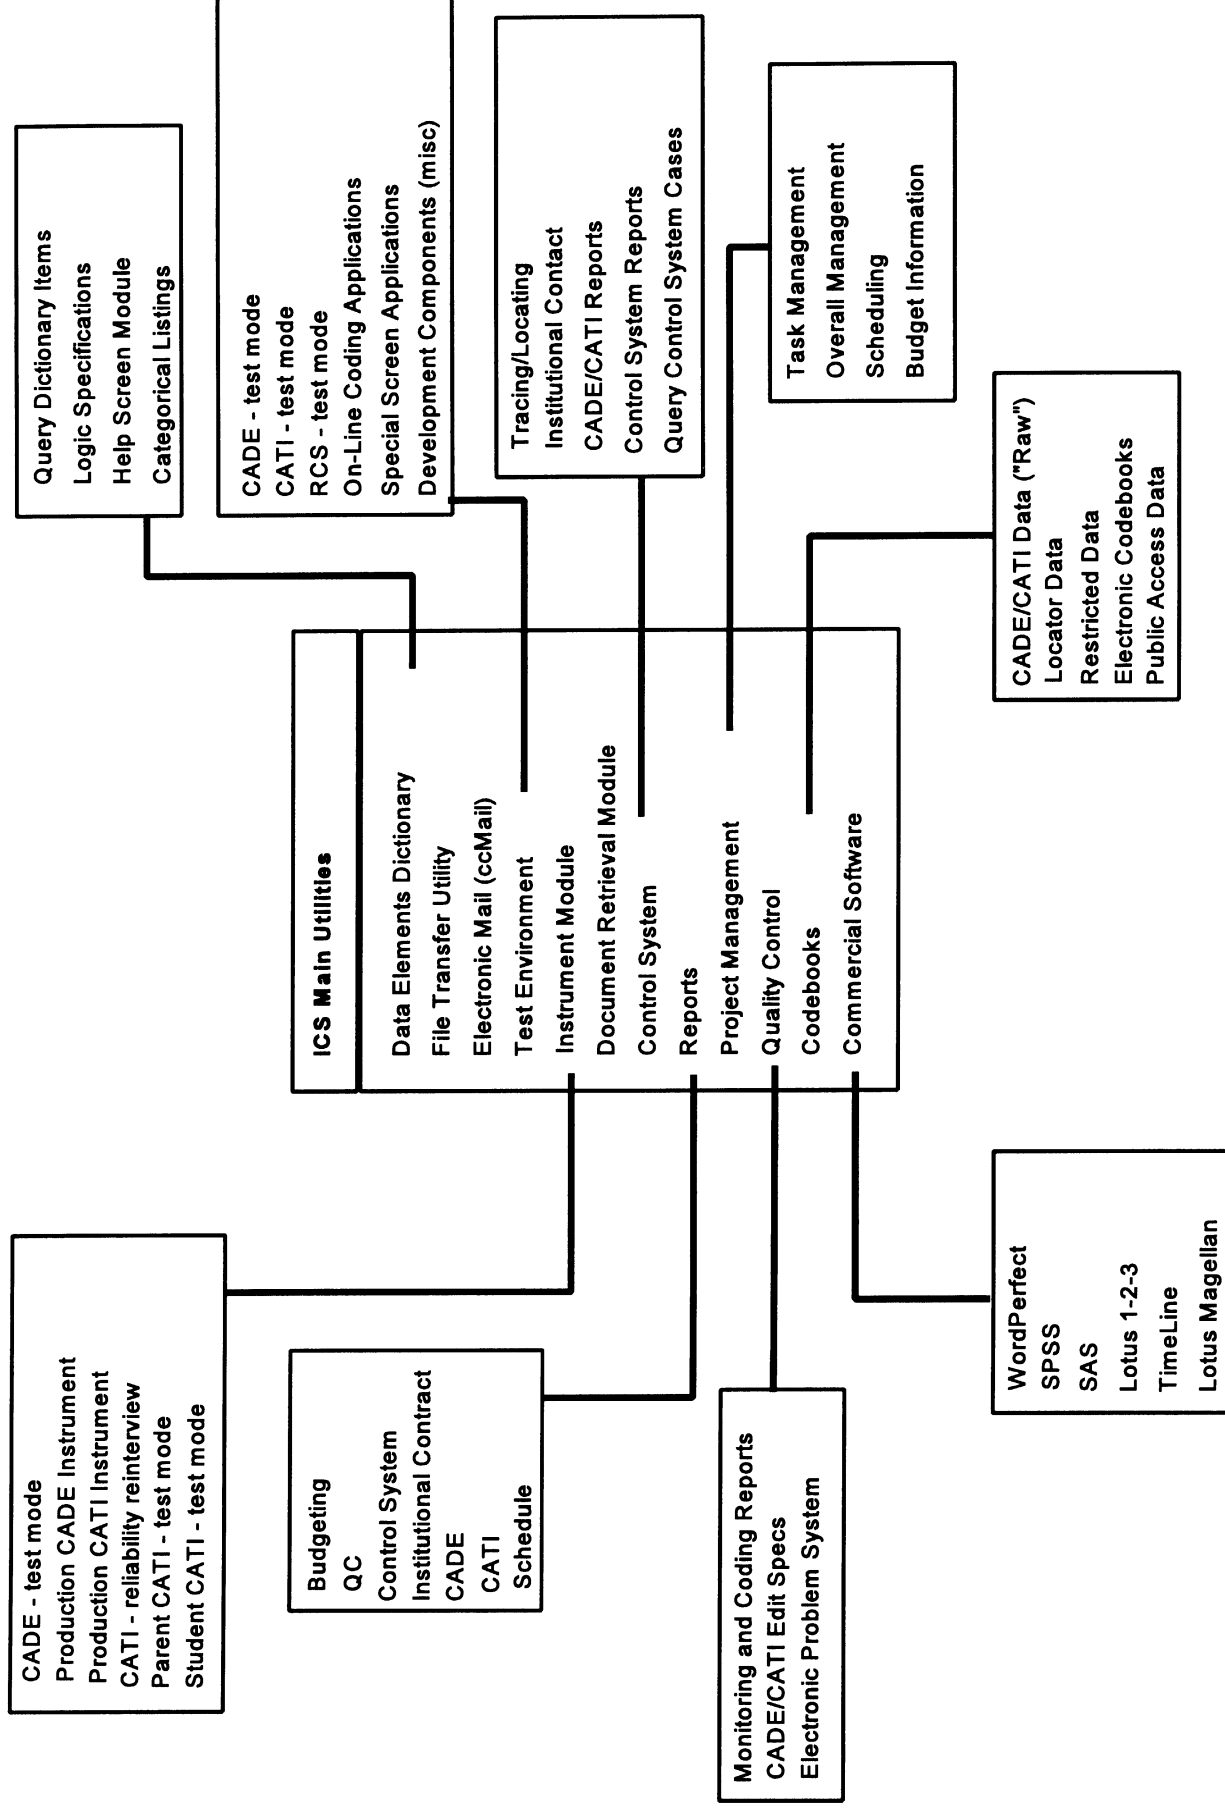 CADE - test mode
Production CADE Instrument
Production CATI Instrument
CATI - reliability reinterview
Parent CATI - test mode
Student CATI - test mode
Budgeting
QC
Control System
Institutional Contract
CADE
CATI
Schedule
Monitoring and Coding Reports
CADE/CATI Edit Specs
Electronic Problem System
WordPerfect
SPSS
SAS
Lotus 1-2-3
TimeLine
Lotus Magellan
ICS Main Utilities
Data Elements Dictionary
File Transfer Utility
Electronic Mail (ccMail)
Test Environment
Instrument Module
Document Retrieval Module
Control System
Reports
Project Management
Quality Control
Codebooks
Commercial Software
Query Dictionary Items
Logic Specifications
Help Screen Module
Categorical Listings
CADE - test mode
CATI - test mode
RCS - test mode
On-Line Coding Applications
Special Screen Applications
Development Components (misc)
Tracing/Locating
Institutional Contact
CADE/CATI Reports
Control System Reports
Query Control System Cases
Task Management
Overall Management
Scheduling
Budget Information
CADE/CATI Data ("Raw")
Locator Data
Restricted Data
Electronic Codebooks
Public Access Data